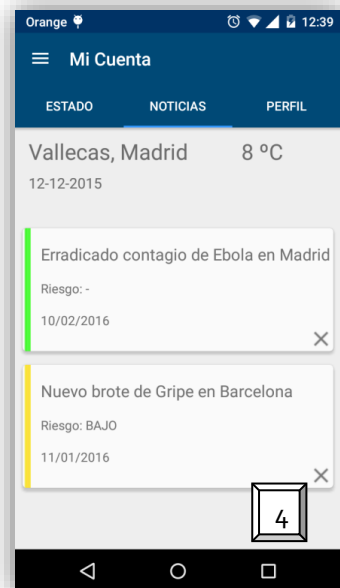 Orange 12:39
Mi Cuenta
ESTADO NOTICIAS PERFIL
Vallecas, Madrid 8 ºC
12-12-2015
Erradicado contagio de Ebola en Madrid
Riesgo: -
10/02/2016
Nuevo brote de Gripe en Barcelona
Riesgo: BAJO
11/01/2016
4